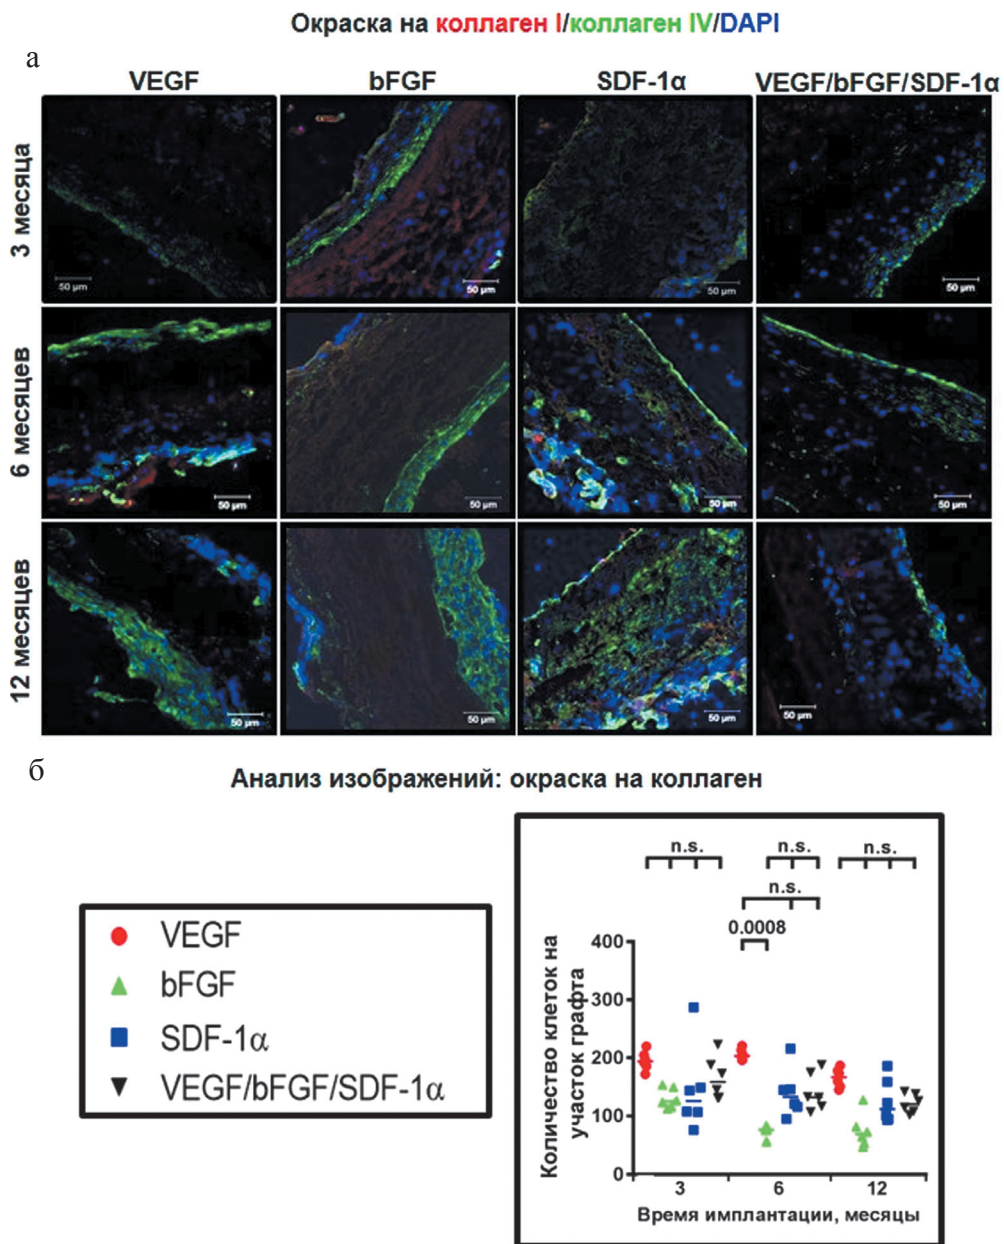 Окраска на коллаген I/коллаген IV/DAPI
а
VEGF bFGF SDF-1α VEGF/bFGF/SDF-1α
3 месяца
50 µm 50 µm 50 µm 50 µm
6 месяцев
50 µm 50 µm 50 µm 50 µm
12 месяцев
50 µm 50 µm 50 µm 50 µm
б
Анализ изображений: окраска на коллаген
VEGF
bFGF
SDF-1α
VEGF/bFGF/SDF-1α
n.s. n.s. n.s.
n.s.
0.0008
Количество клеток на
участок графта
400
300
200
100
0
3 6 12
Время имплантации, месяцы